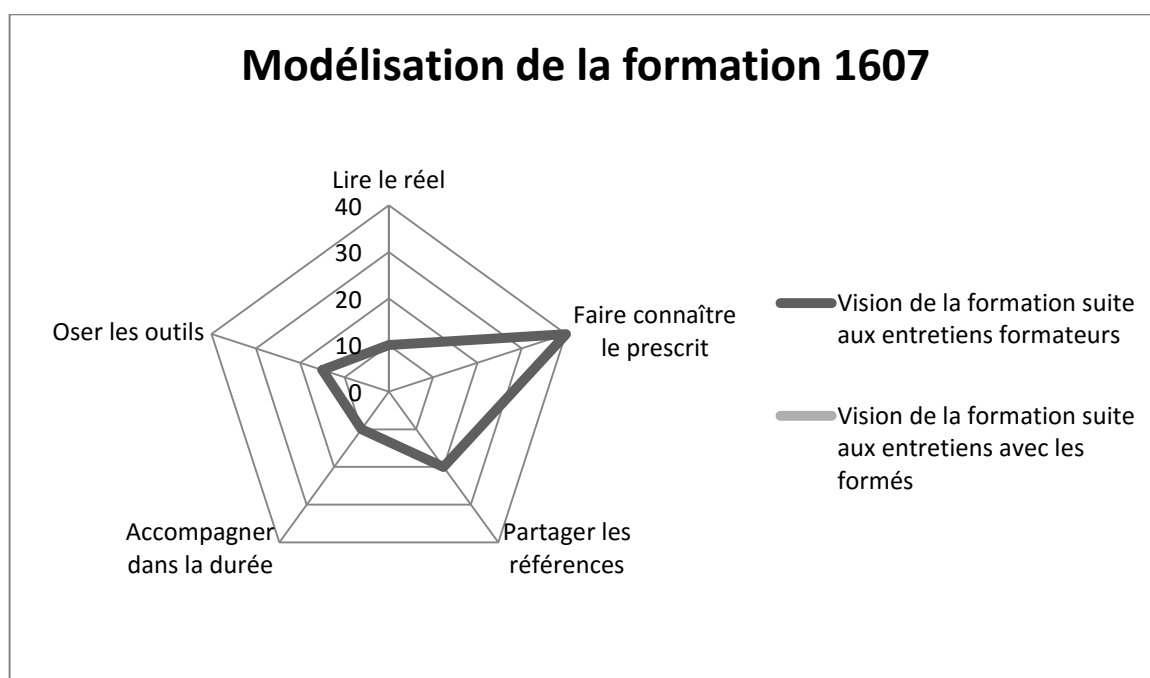 Modélisation de la formation 1607
Lire le réel
40
30
20
10
0
Faire connaître
le prescrit
Oser les outils
Accompagner
dans la durée
Partager les
références
Vision de la formation suite
aux entretiens formateurs
Vision de la formation suite
aux entretiens avec les
formés